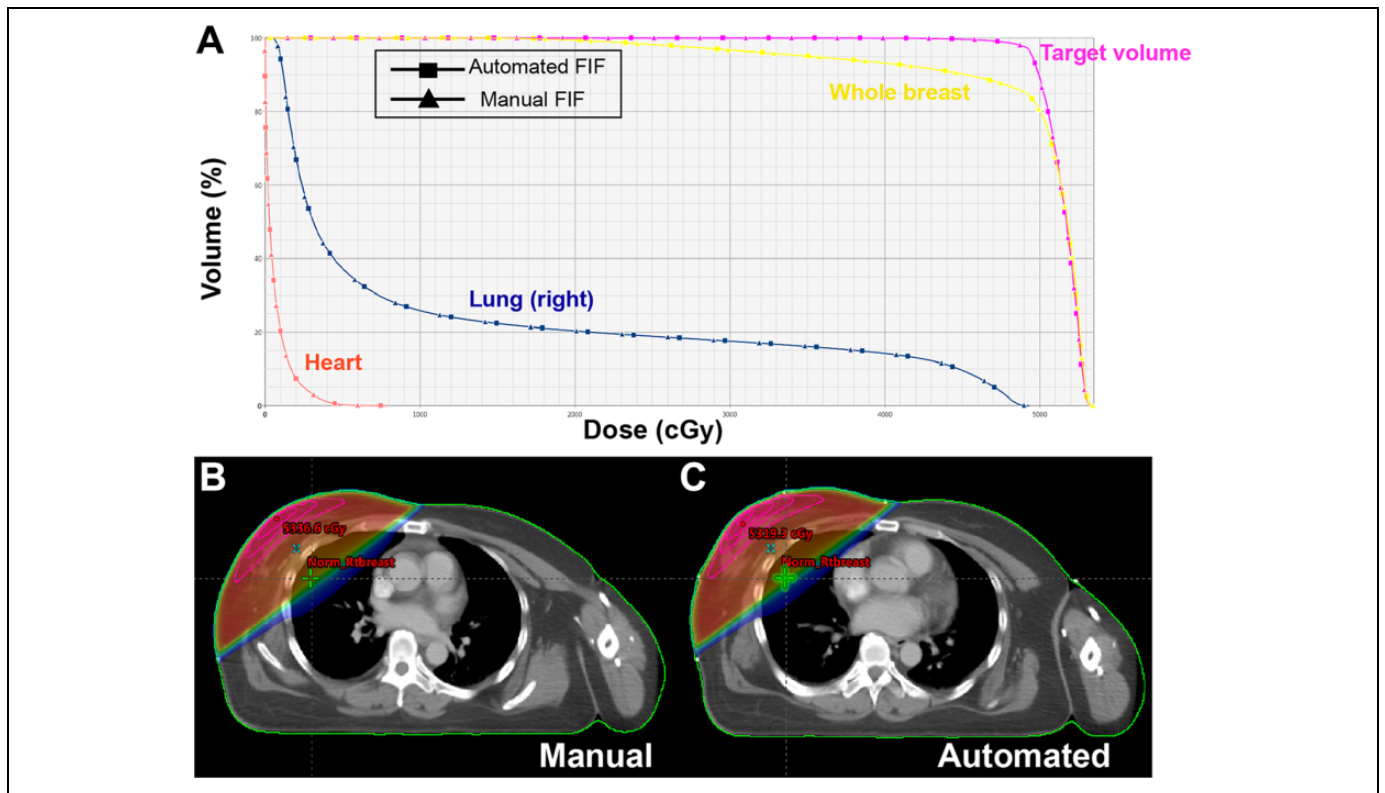 A
100
80
60
40
20
0
0
1000
2000
3000
4000
5000
Volume (%)
Dose (cGy)
Automated FIF
Manual FIF
Target volume
Whole breast
Lung (right)
Heart
B
5336.6 cGy
Norm_Rtbreast
Manual
C
5319.3 cGy
Norm_Rtbreast
Automated